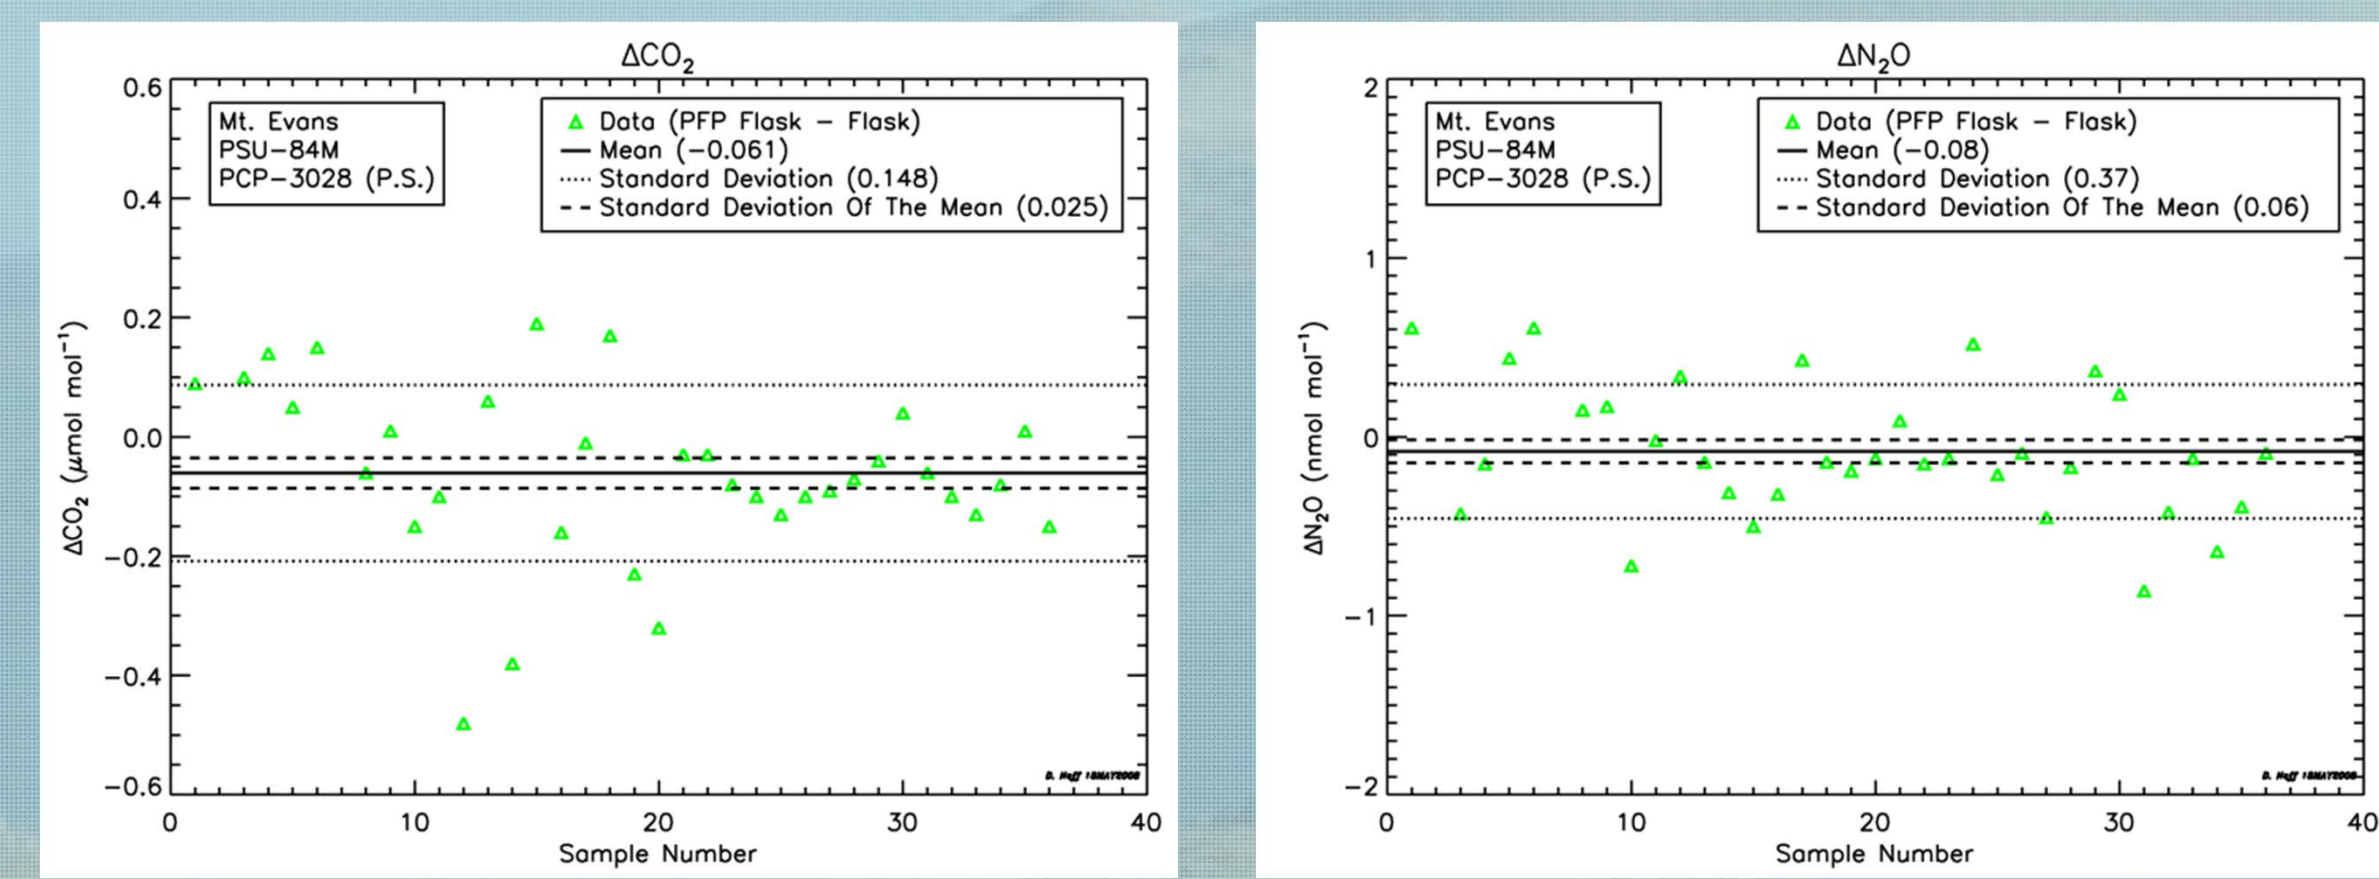 ΔCO₂
Mt. Evans
PSU-84M
PCP-3028 (P.S.)
Data (PFP Flask - Flask)
Mean (-0.061)
Standard Deviation (0.148)
Standard Deviation Of The Mean (0.025)
0.6
0.4
0.2
0.0
-0.2
-0.4
-0.6
ΔCO₂ (μmol mol⁻¹)
0 10 20 30 40
Sample Number
ΔN₂O
Mt. Evans
PSU-84M
PCP-3028 (P.S.)
Data (PFP Flask - Flask)
Mean (-0.08)
Standard Deviation (0.37)
Standard Deviation Of The Mean (0.06)
2
1
0
-1
-2
ΔN₂O (nmol mol⁻¹)
0 10 20 30 40
Sample Number